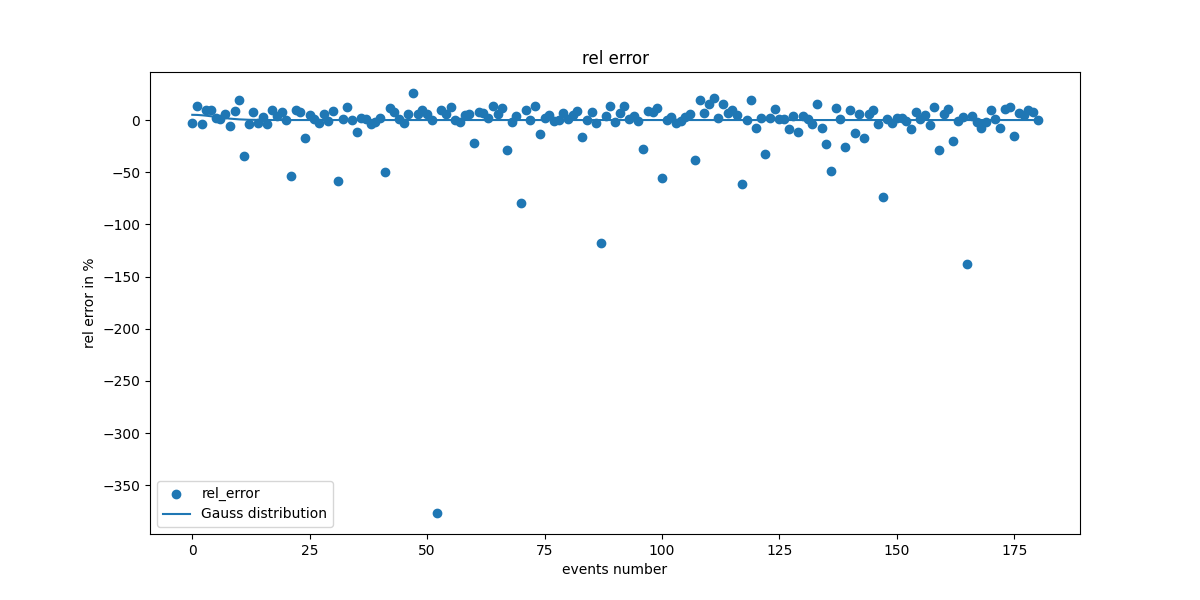 rel error
rel error in %
0
−50
−100
−150
−200
−250
−300
−350
rel_error
Gauss distribution
0 25 50 75 100 125 150 175
events number